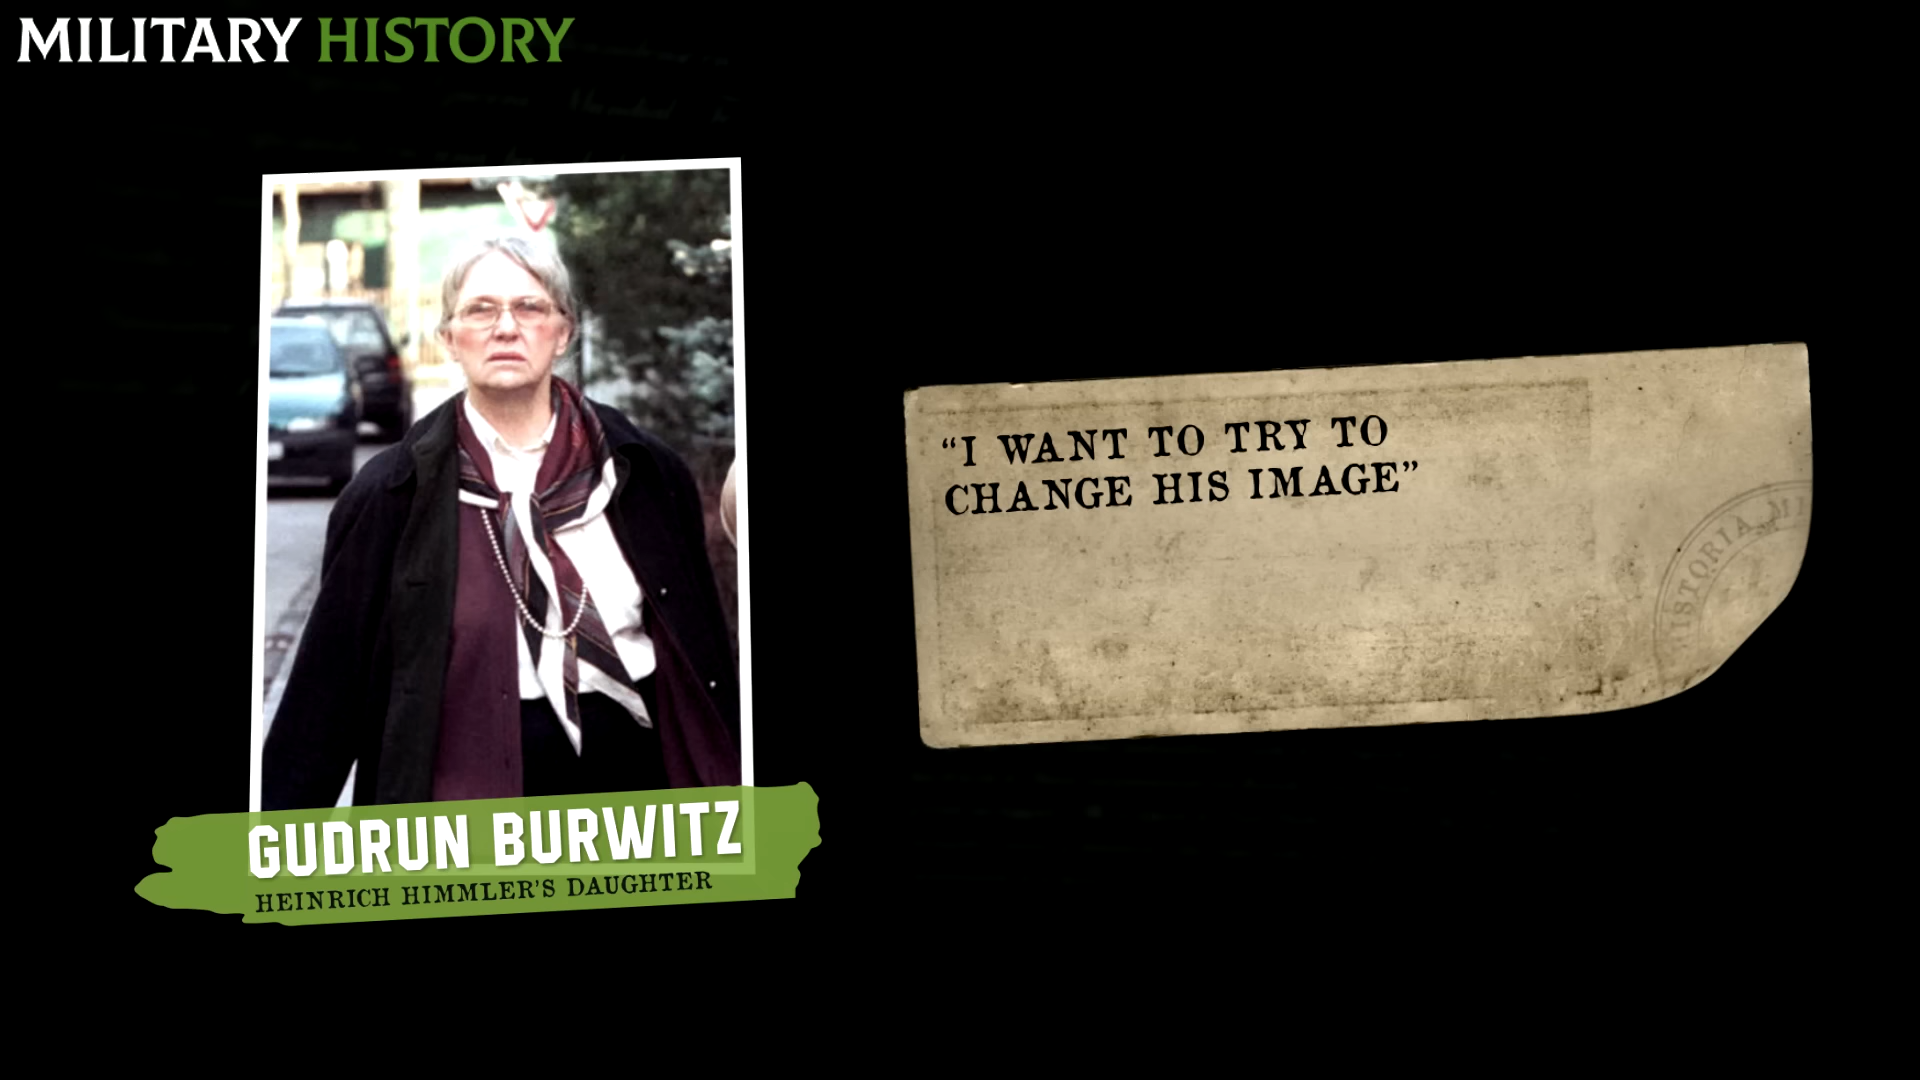 MILITARY HISTORY
“I WANT TO TRY TO
CHANGE HIS IMAGE”
GUDRUN BURWITZ
HEINRICH HIMMLER'S DAUGHTER